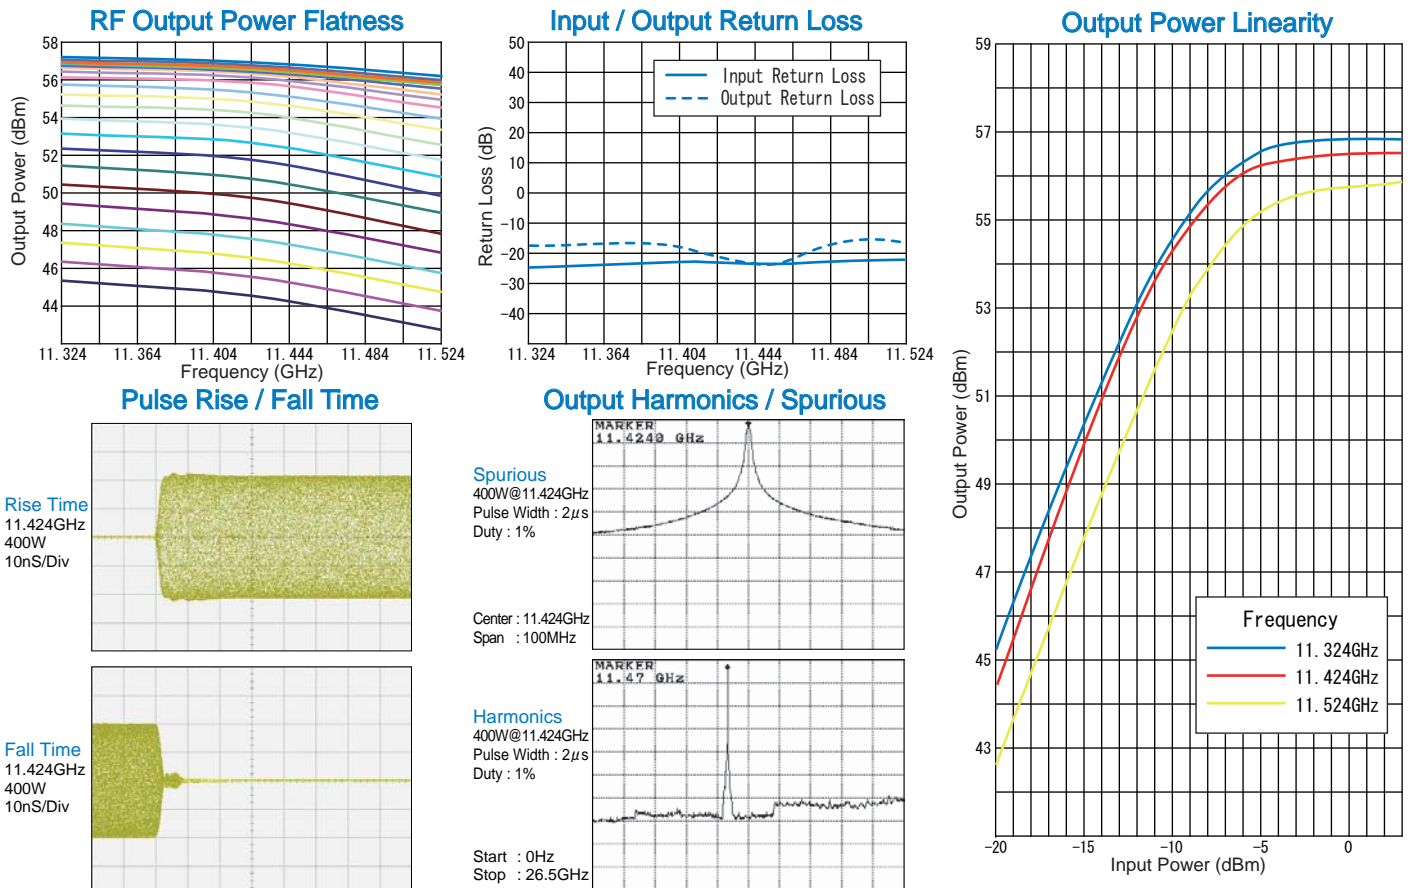 RF Output Power Flatness
58
56
54
52
50
48
46
44
Output Power (dBm)
11.324 11.364 11.404 11.444 11.484 11.524
Frequency (GHz)
Input / Output Return Loss
50
40
30
20
10
0
-10
-20
-30
-40
Return Loss (dB)
Input Return Loss
Output Return Loss
11.324 11.364 11.404 11.444 11.484 11.524
Frequency (GHz)
Output Power Linearity
59
57
55
53
51
49
47
45
43
Output Power (dBm)
Frequency
11.324GHz
11.424GHz
11.524GHz
-20 -15 -10 -5 0
Input Power (dBm)
Pulse Rise / Fall Time
Rise Time
11.424GHz
400W
10nS/Div
Fall Time
11.424GHz
400W
10nS/Div
Output Harmonics / Spurious
MARKER
11.4240 GHz
Spurious
400W@11.424GHz
Pulse Width : 2μs
Duty : 1%
Center : 11.424GHz
Span : 100MHz
MARKER
11.47 GHz
Harmonics
400W@11.424GHz
Pulse Width : 2μs
Duty : 1%
Start : 0Hz
Stop : 26.5GHz